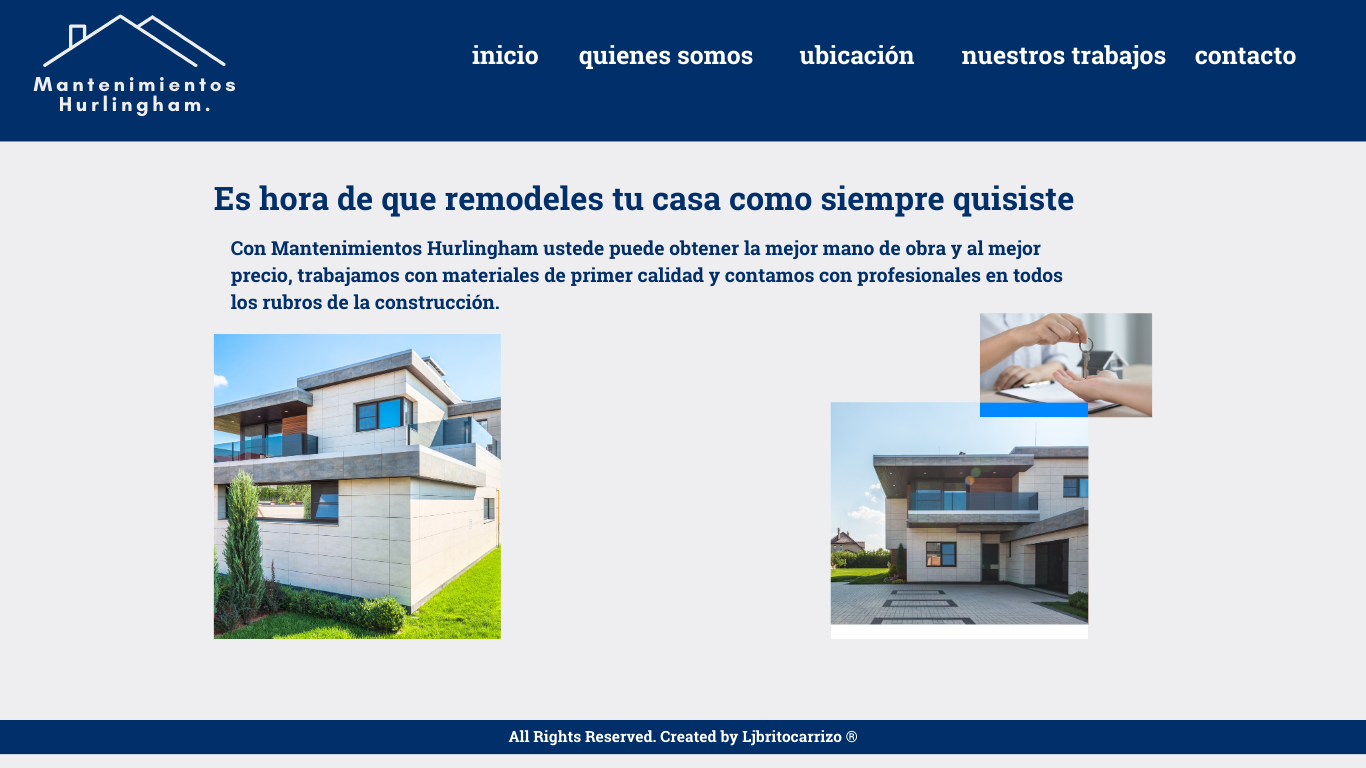 Mantenimientos
Hurlingham.
inicio quienes somos ubicación nuestros trabajos contacto
Es hora de que remodeles tu casa como siempre quisiste
Con Mantenimientos Hurlingham ustede puede obtener la mejor mano de obra y al mejor
precio, trabajamos con materiales de primer calidad y contamos con profesionales en todos
los rubros de la construcción.
All Rights Reserved. Created by Ljbritocarrizo ®